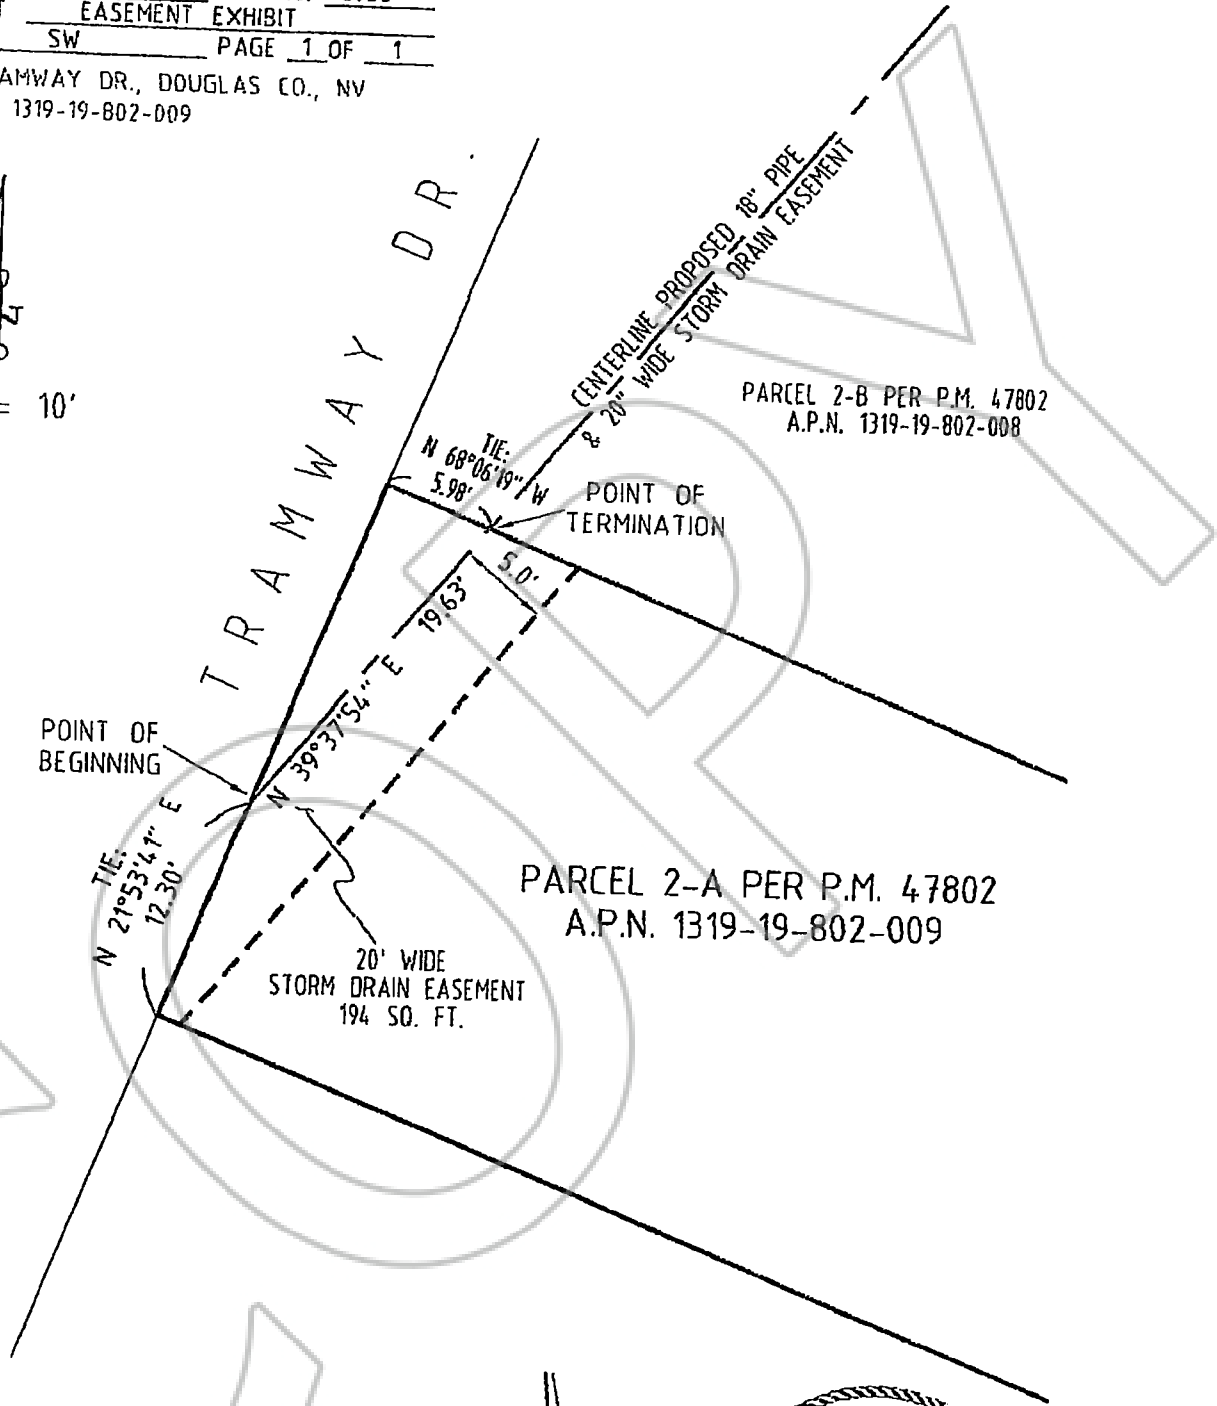 EASEMENT EXHIBIT
SW PAGE 1 OF 1
AMWAY DR., DOUGLAS CO., NV
1319-19-802-009
= 10'
TRAMWAY DR.
CENTERLINE PROPOSED 18" PIPE
& 20" WIDE STORM DRAIN EASEMENT
PARCEL 2-B PER P.M. 47802
A.P.N. 1319-19-802-008
TIE:
N 68°06'19" W
5.98'
POINT OF
TERMINATION
5.0'
N 39°37'54" E 19.63'
POINT OF
BEGINNING
TIE:
N 21°53'41" E
12.30'
PARCEL 2-A PER P.M. 47802
A.P.N. 1319-19-802-009
20' WIDE
STORM DRAIN EASEMENT
194 SQ. FT.
COPY